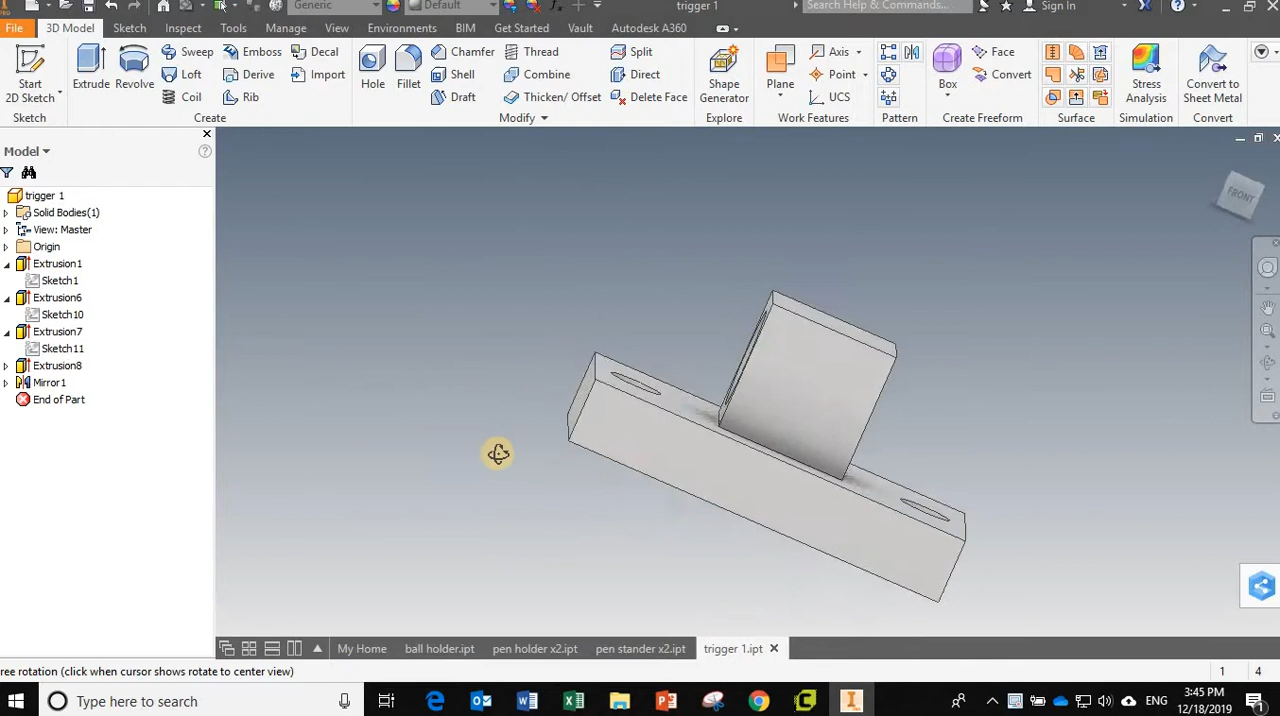 Generic
Default
trigger 1
Search Help & Commands...
Sign In
PRO
File
3D Model
Sketch
Inspect
Tools
Manage
View
Environments
BIM
Get Started
Vault
Autodesk A360
Start
2D Sketch
Extrude
Revolve
Sweep
Loft
Coil
Emboss
Derive
Rib
Decal
Import
Hole
Fillet
Chamfer
Shell
Draft
Thread
Combine
Thicken/ Offset
Split
Direct
Delete Face
Shape
Generator
Plane
Axis
Point
UCS
Box
Face
Convert
Stress
Analysis
Convert to
Sheet Metal
Sketch
Create
Modify
Explore
Work Features
Pattern
Create Freeform
Surface
Simulation
Convert
Model
trigger 1
Solid Bodies(1)
View: Master
Origin
Extrusion1
Sketch1
Extrusion6
Sketch10
Extrusion7
Sketch11
Extrusion8
Mirror1
End of Part
FRONT
My Home
ball holder.ipt
pen holder x2.ipt
pen stander x2.ipt
trigger 1.ipt
ree rotation (click when cursor shows rotate to center view)
1
4
Type here to search
ENG
3:45 PM
12/18/2019
1